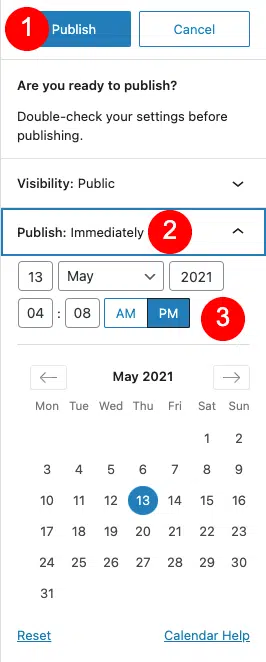 1 Publish Cancel
Are you ready to publish?
Double-check your settings before
publishing.
Visibility: Public
Publish: Immediately 2
13 May 2021
04 : 08 AM PM 3
← May 2021 →
Mon Tue Wed Thu Fri Sat Sun
1 2
3 4 5 6 7 8 9
10 11 12 13 14 15 16
17 18 19 20 21 22 23
24 25 26 27 28 29 30
31
Reset Calendar Help